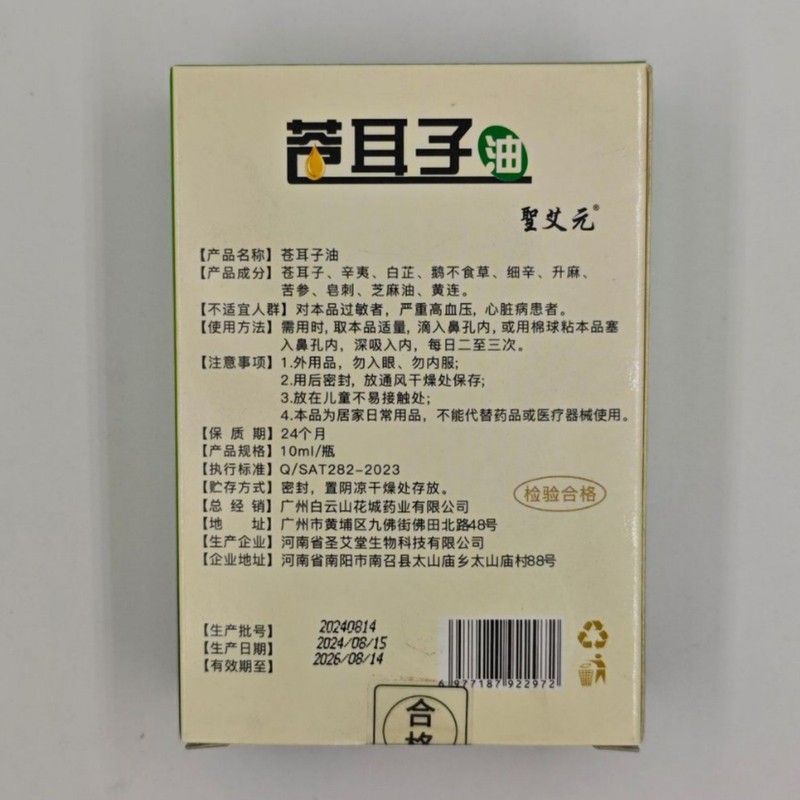 苍耳子油
聖艾元®
【产品名称】苍耳子油
【产品成分】苍耳子、辛夷、白芷、鹅不食草、细辛、升麻、
苦参、皂刺、芝麻油、黄连。
【不适宜人群】对本品过敏者，严重高血压，心脏病患者。
【使用方法】需用时,取本品适量,滴入鼻孔内,或用棉球粘本品塞
入鼻孔内，深吸入内，每日二至三次。
【注意事项】1.外用品，勿入眼、勿内服;
2.用后密封，放通风干燥处保存;
3.放在儿童不易接触处;
4.本品为居家日常用品，不能代替药品或医疗器械使用。
【保 质 期】24个月
【产品规格】10ml/瓶
【执行标准】Q/SAT282-2023
【贮存方式】密封，置阴凉干燥处存放。
检验合格
【总 经 销】广州白云山花城药业有限公司
【地 址】广州市黄埔区九佛街佛田北路48号
【生产企业】河南省圣艾堂生物科技有限公司
【企业地址】河南省南阳市南召县太山庙乡太山庙村88号
【生产批号】20240814
【生产日期】2024/08/15
【有效期至】2026/08/14
6 977187 922972
合格